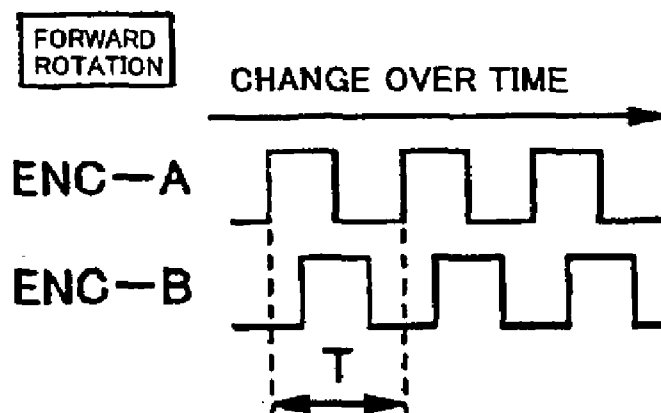 FORWARD
ROTATION
CHANGE OVER TIME
ENC—A
ENC—B
T